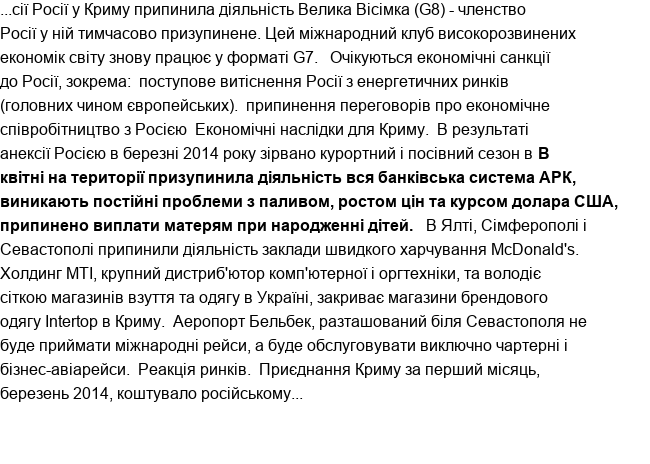 ...сії Росії у Криму припинила діяльність Велика Вісімка (G8) - членство
Росії у ній тимчасово призупинене. Цей міжнародний клуб високорозвинених
економік світу знову працює у форматі G7.   Очікуються економічні санкції
до Росії, зокрема:  поступове витіснення Росії з енергетичних ринків
(головних чином європейських).  припинення переговорів про економічне
співробітництво з Росією  Економічні наслідки для Криму.  В результаті
анексії Росією в березні 2014 року зірвано курортний і посівний сезон в В
квітні на території призупинила діяльність вся банківська система АРК,
виникають постійні проблеми з паливом, ростом цін та курсом долара США,
припинено виплати матерям при народженні дітей.   В Ялті, Сімферополі і
Севастополі припинили діяльність заклади швидкого харчування McDonald's.
Холдинг МТІ, крупний дистриб'ютор комп'ютерної і оргтехніки, та володіє
сіткою магазинів взуття та одягу в Україні, закриває магазини брендового
одягу Intertop в Криму.  Аеропорт Бельбек, разташований біля Севастополя не
буде приймати міжнародні рейси, а буде обслуговувати виключно чартерні і
бізнес-авіарейси.  Реакція ринків.  Приєднання Криму за перший місяць,
березень 2014, коштувало російському...